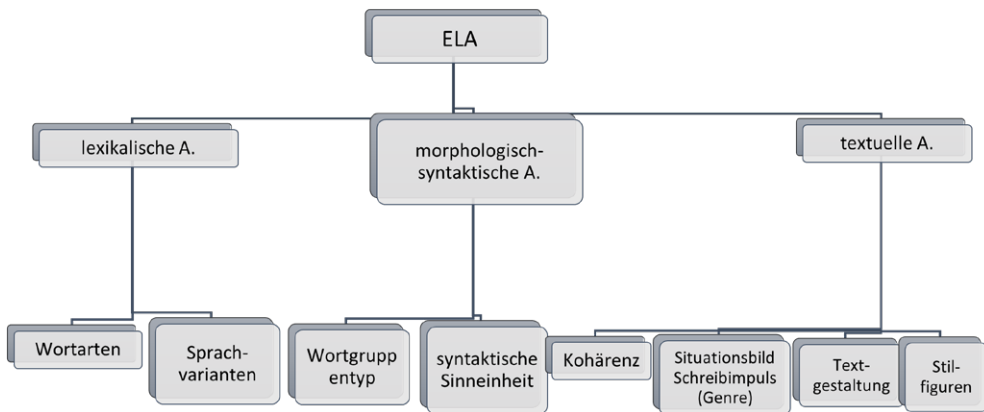 ELA
lexikalische A.
morphologisch-
syntaktische A.
textuelle A.
Wortarten
Sprach-
varianten
Wortgrupp
entyp
syntaktische
Sinneinheit
Kohärenz
Situationsbild
Schreibimpuls
(Genre)
Text-
gestaltung
Stil-
figuren